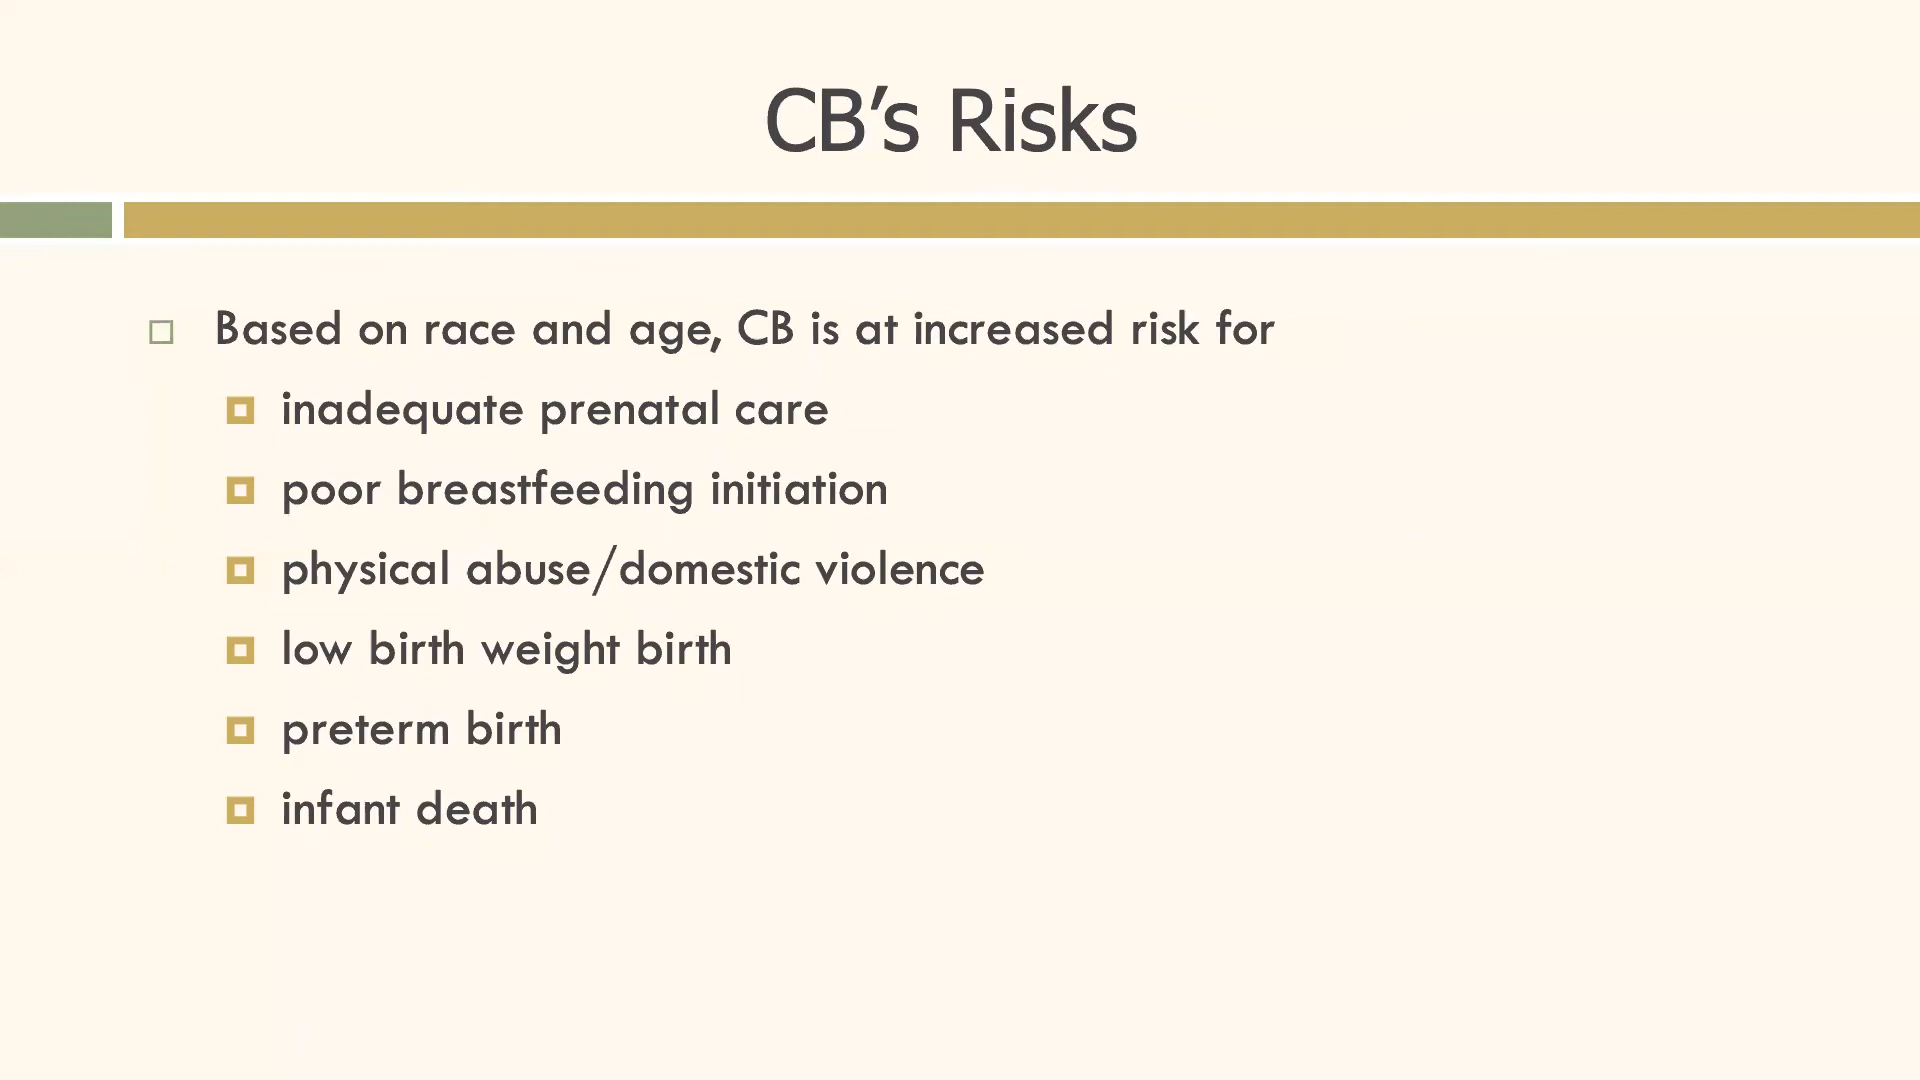 CB’s Risks
Based on race and age, CB is at increased risk for
inadequate prenatal care
poor breastfeeding initiation
physical abuse/domestic violence
low birth weight birth
preterm birth
infant death